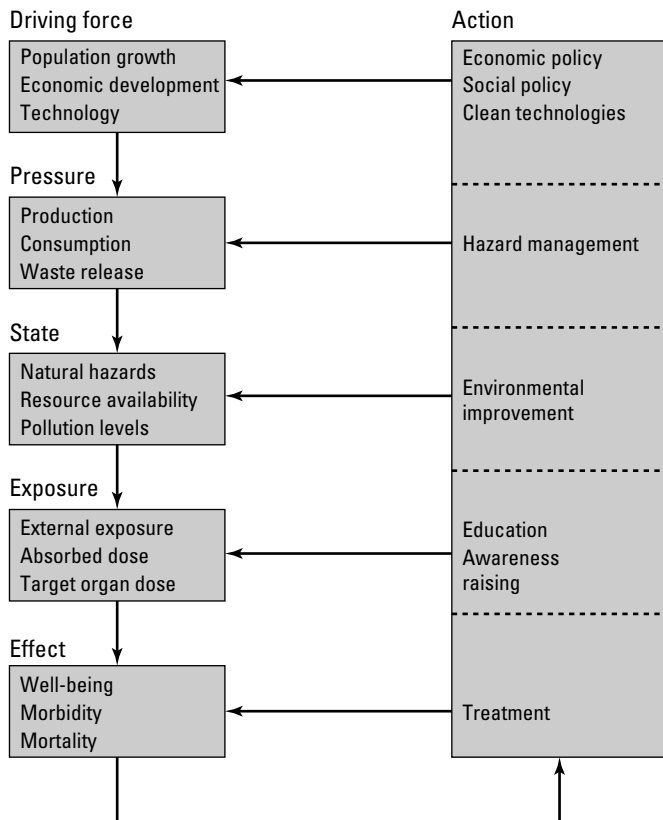 Driving force
Population growth
Economic development
Technology
Pressure
Production
Consumption
Waste release
State
Natural hazards
Resource availability
Pollution levels
Exposure
External exposure
Absorbed dose
Target organ dose
Effect
Well-being
Morbidity
Mortality
Action
Economic policy
Social policy
Clean technologies
Hazard management
Environmental
improvement
Education
Awareness
raising
Treatment